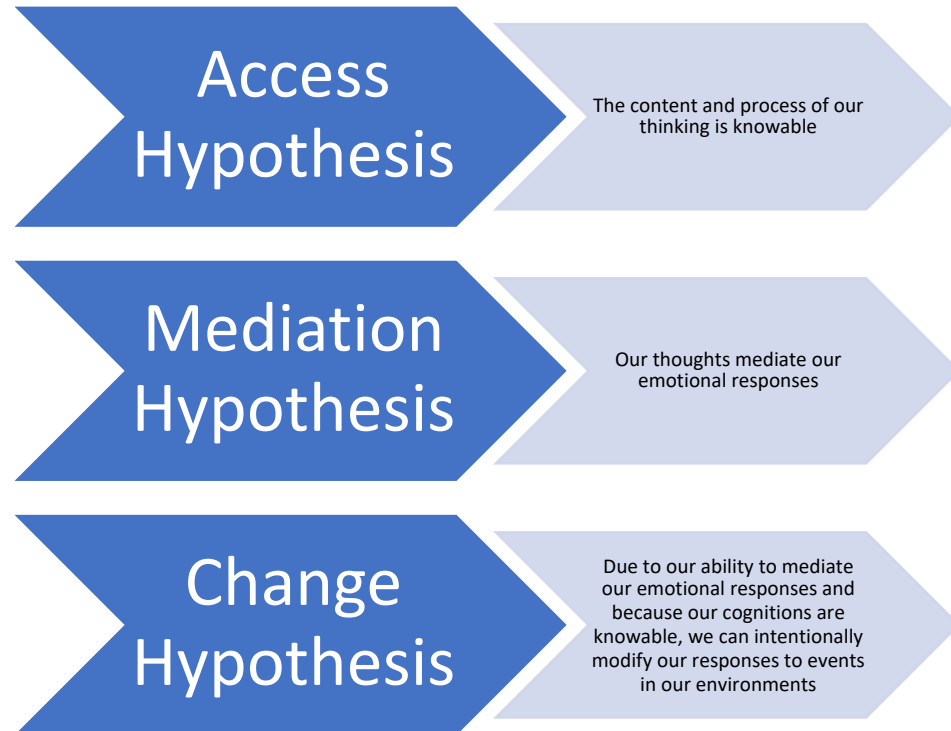 Access
Hypothesis
The content and process of our
thinking is knowable
Mediation
Hypothesis
Our thoughts mediate our
emotional responses
Change
Hypothesis
Due to our ability to mediate
our emotional responses and
because our cognitions are
knowable, we can intentionally
modify our responses to events
in our environments